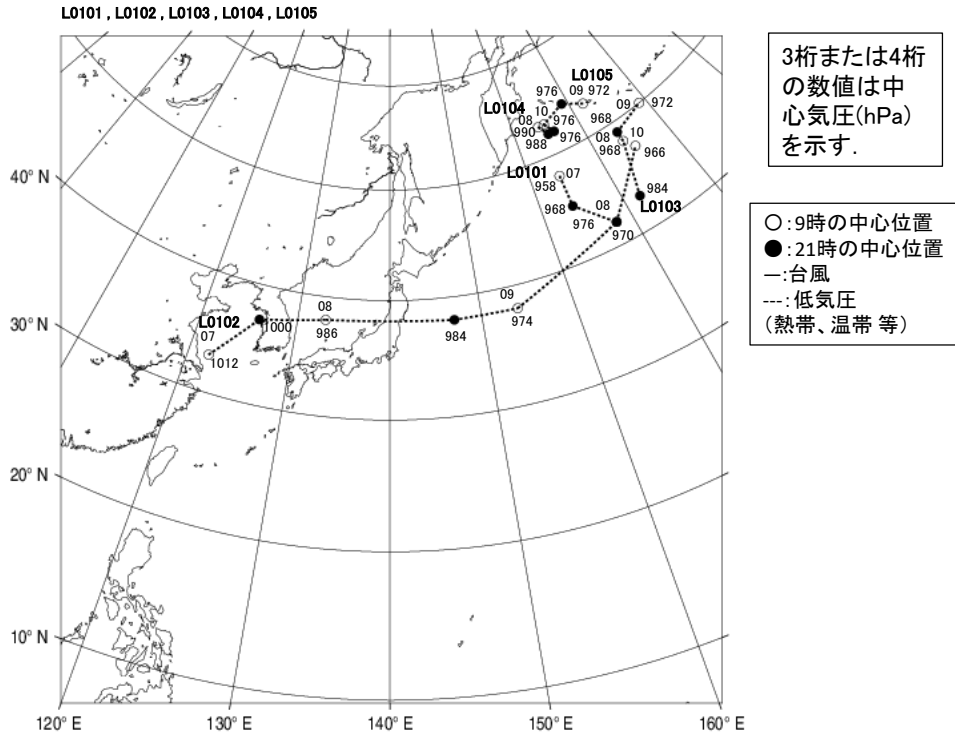 L0101 , L0102 , L0103 , L0104 , L0105
3桁または4桁
の数値は中
心気圧(hPa)
を示す.
○:9時の中心位置
●:21時の中心位置
―:台風
---: 低気圧
(熱帯、温帯 等)
L0105
976 09 972
L0104
10
08 976
990
988 976
09 972
968
08 10
968 966
L0101 07
958
968
08
976 970
984
L0103
L0102
07
1012
1000
08
986
984
09
974
40° N
30° N
20° N
10° N
120° E 130° E 140° E 150° E 160° E